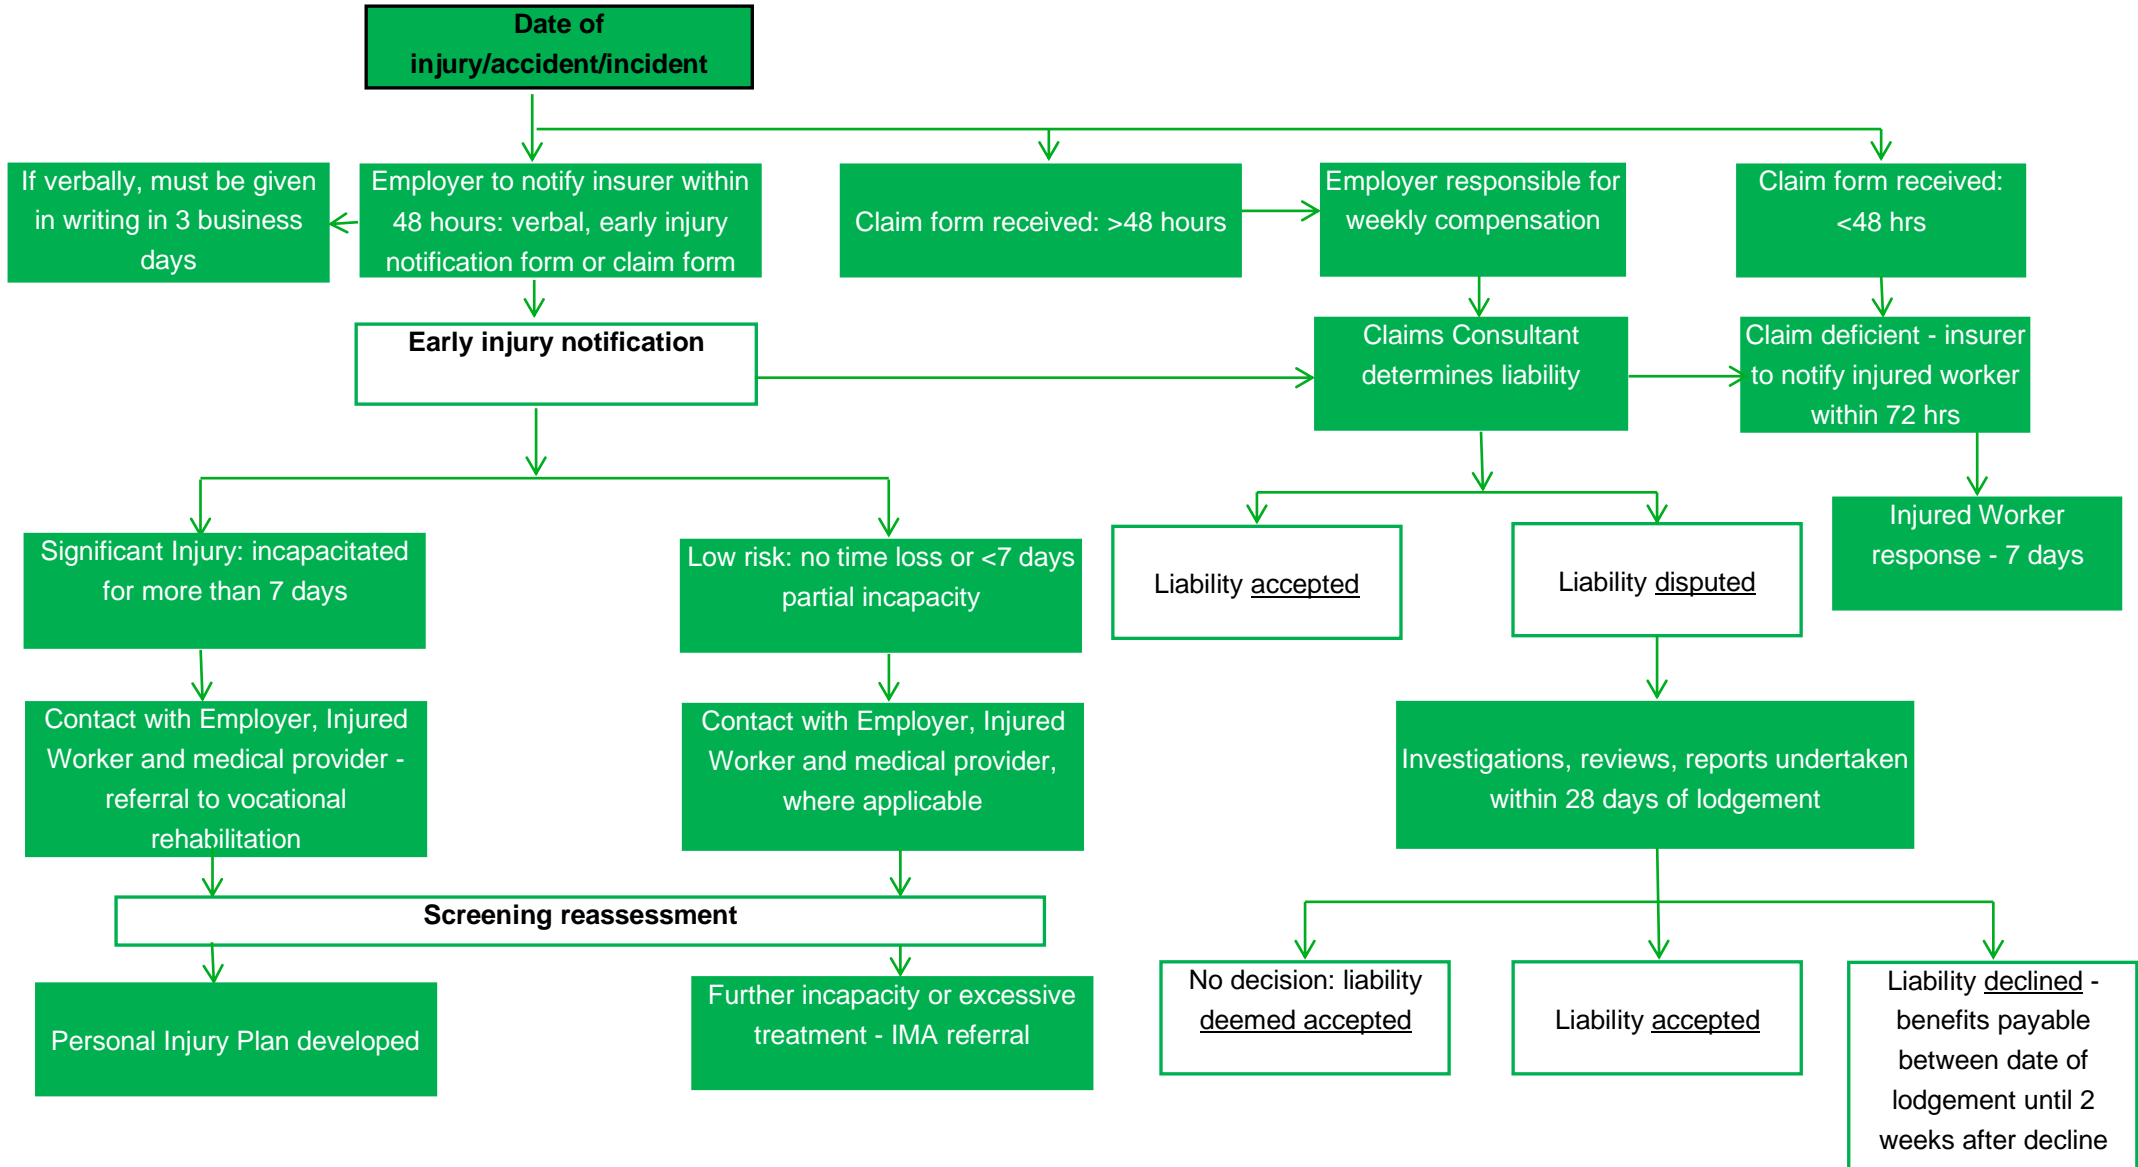 Date of
injury/accident/incident
If verbally, must be given
in writing in 3 business
days
Employer to notify insurer within
48 hours: verbal, early injury
notification form or claim form
Claim form received: >48 hours
Employer responsible for
weekly compensation
Claim form received:
<48 hrs
Early injury notification
Claims Consultant
determines liability
Claim deficient - insurer
to notify injured worker
within 72 hrs
Significant Injury: incapacitated
for more than 7 days
Low risk: no time loss or <7 days
partial incapacity
Liability accepted
Liability disputed
Injured Worker
response - 7 days
Contact with Employer, Injured
Worker and medical provider -
referral to vocational
rehabilitation
Contact with Employer, Injured
Worker and medical provider,
where applicable
Investigations, reviews, reports undertaken
within 28 days of lodgement
Screening reassessment
Personal Injury Plan developed
Further incapacity or excessive
treatment - IMA referral
No decision: liability
deemed accepted
Liability accepted
Liability declined -
benefits payable
between date of
lodgement until 2
weeks after decline